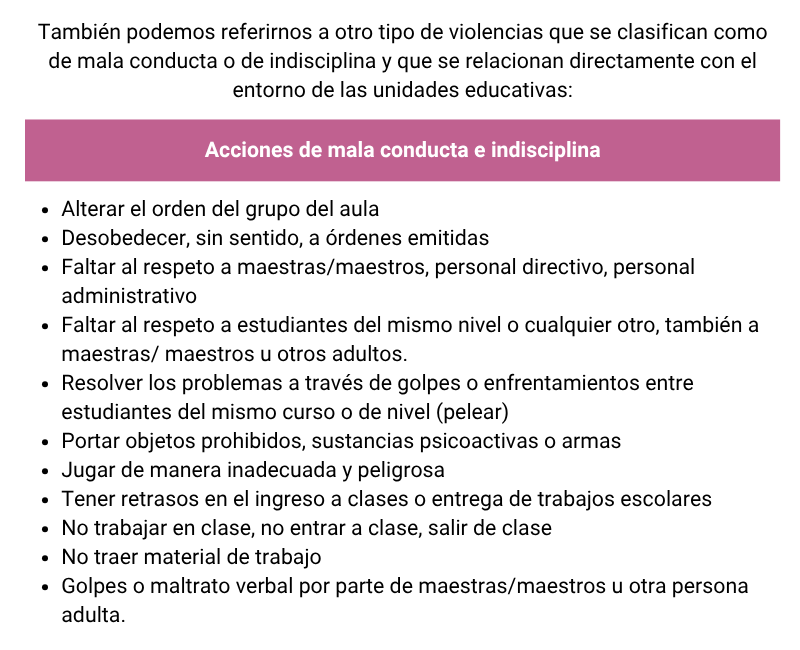 También podemos referirnos a otro tipo de violencias que se clasifican como
de mala conducta o de indisciplina y que se relacionan directamente con el
entorno de las unidades educativas:
Acciones de mala conducta e indisciplina
• Alterar el orden del grupo del aula
• Desobedecer, sin sentido, a órdenes emitidas
• Faltar al respeto a maestras/maestros, personal directivo, personal
administrativo
• Faltar al respeto a estudiantes del mismo nivel o cualquier otro, también a
maestras/ maestros u otros adultos.
• Resolver los problemas a través de golpes o enfrentamientos entre
estudiantes del mismo curso o de nivel (pelear)
• Portar objetos prohibidos, sustancias psicoactivas o armas
• Jugar de manera inadecuada y peligrosa
• Tener retrasos en el ingreso a clases o entrega de trabajos escolares
• No trabajar en clase, no entrar a clase, salir de clase
• No traer material de trabajo
• Golpes o maltrato verbal por parte de maestras/maestros u otra persona
adulta.